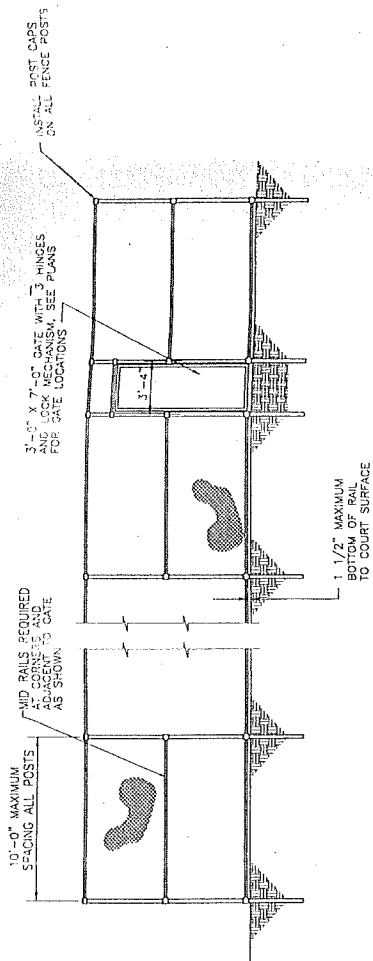 10'-0" MAXIMUM
SPACING ALL POSTS
MID RAILS REQUIRED
AT CORNERS AND
ADJACENT TO GATE
AS SHOWN
3'-0" X 7'-0" GATE WITH 3 HINGES
AND LOCK MECHANISM, SEE PLANS
FOR GATE LOCATIONS
INSTALL POST CAPS
ON ALL FENCE POSTS
3'-4"
1 1/2" MAXIMUM
BOTTOM OF RAIL
TO COURT SURFACE